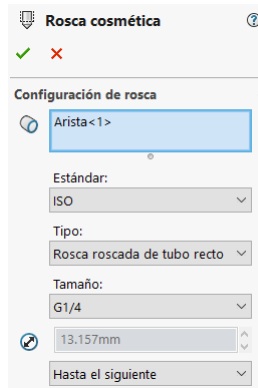 Rosca cosmética
Configuración de rosca
Arista<1>
Estándar:
ISO
Tipo:
Rosca roscada de tubo recto
Tamaño:
G1/4
13.157mm
Hasta el siguiente